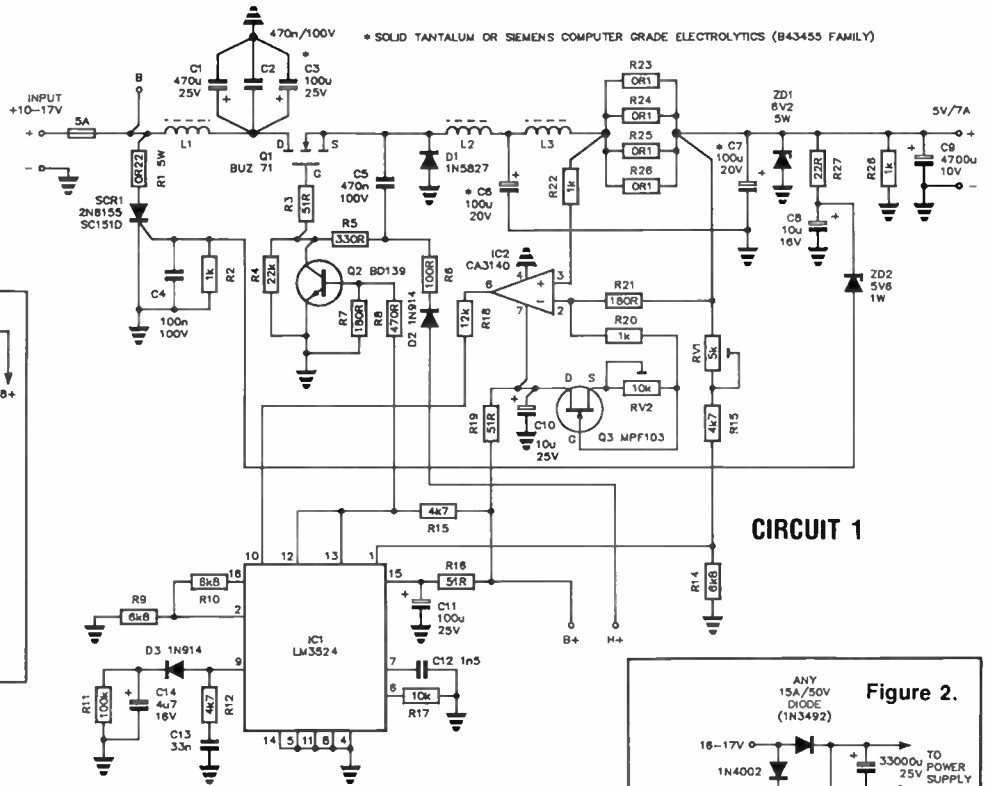 * SOLID TANTALUM OR SIEMENS COMPUTER GRADE ELECTROLYTICS (B43455 FAMILY)
470n/100V
*
C1
470u
25V
+
C2
C3
100u
25V
+
B
INPUT
+10-17V
+
-
5A
L1
0R22
R1 5W
D
S
G
Q1
BUZ 71
C5
470n
100V
D1
1N5827
L2
L3
* C6
100u
20V
+
R23
0R1
R24
0R1
R25
0R1
R26
0R1
R22
1k
* C7
100u
20V
+
ZD1
6V2
5W
22R
R27
1k
R28
5V/7A
+
-
C9
4700u
10V
+
C8
10u
16V
+
ZD2
5V6
1W
SCR1
2N6155
SC151D
C4
100n
100V
1k
R2
R3
51R
R5
330R
R4
22k
Q2 BD139
R7
180R
R8
470R
100R
R6
D2 1N914
IC2
CA3140
4
6
7
3
2
+
-
12k
R18
R21
180R
R20
1k
RV1
5k
4k7
R15
D
S
G
10k
RV2
Q3 MPF103
R19
51R
+
C10
10u
25V
8+
4k7
R15
CIRCUIT 1
10
12
13
1
16
8k8
R10
R9
6k8
2
15
R16
51R
+
C11
100u
25V
B+
H+
R14
6k8
IC1
LM3524
D3 1N914
9
R11
100k
+
C14
4u7
16V
4k7
R12
C13
33n
7
C12 1n5
6
10k
R17
14
5
11
8
4
Figure 2.
ANY
15A/50V
DIODE
(1N3492)
16-17V
1N4002
+
33000u
25V
TO
POWER
SUPPLY